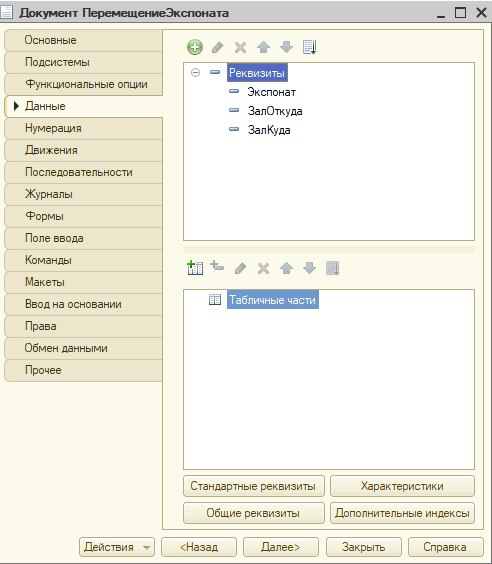 Документ ПеремещениеЭкспоната
Основные
Подсистемы
Функциональные опции
Данные
Нумерация
Движения
Последовательности
Журналы
Формы
Поле ввода
Команды
Макеты
Ввод на основании
Права
Обмен данными
Прочее
Реквизиты
Экспонат
ЗалОткуда
ЗалКуда
Табличные части
Стандартные реквизиты
Характеристики
Общие реквизиты
Дополнительные индексы
Действия
<Назад
Далее>
Закрыть
Справка